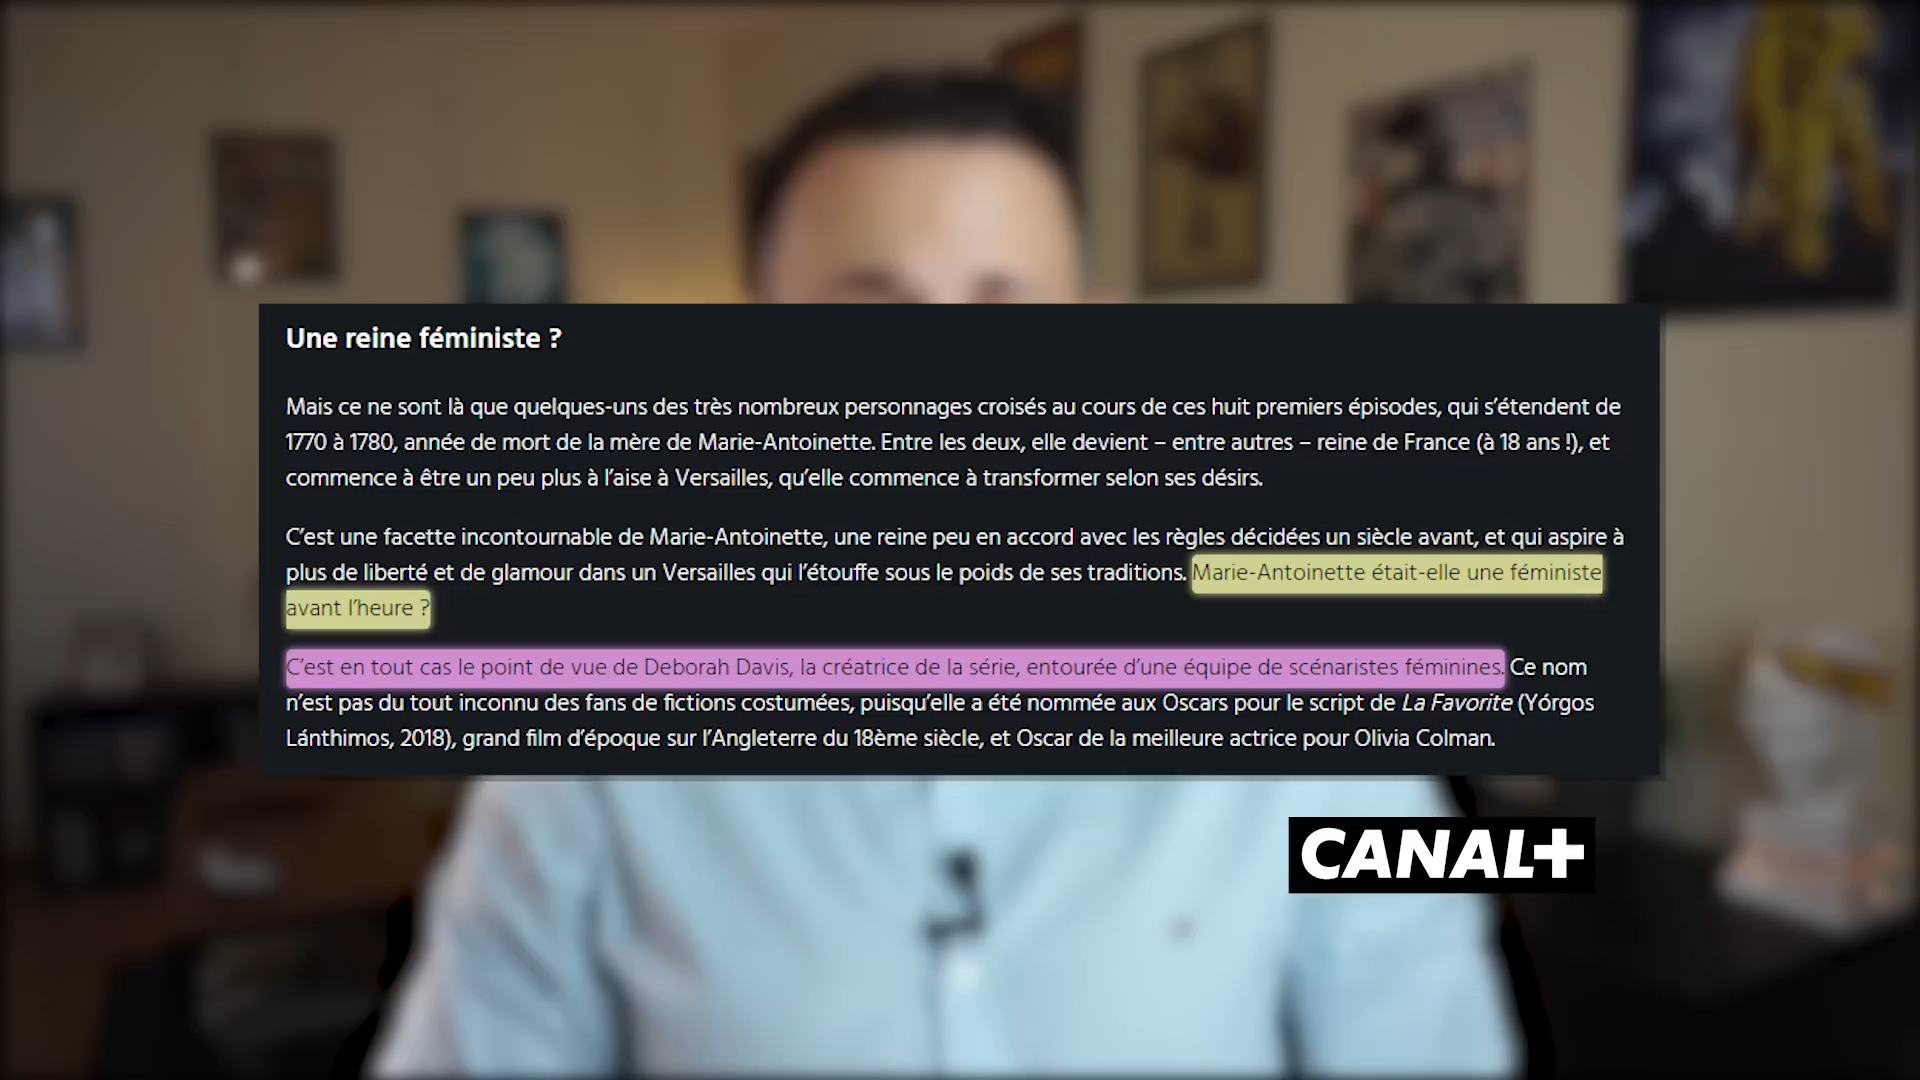 Une reine féministe ?
Mais ce ne sont là que quelques-uns des très nombreux personnages croisés au cours de ces huit premiers épisodes, qui s’étendent de
1770 à 1780, année de mort de la mère de Marie-Antoinette. Entre les deux, elle devient – entre autres – reine de France (à 18 ans !), et
commence à être un peu plus à l’aise à Versailles, qu’elle commence à transformer selon ses désirs.
C’est une facette incontournable de Marie-Antoinette, une reine peu en accord avec les règles décidées un siècle avant, et qui aspire à
plus de liberté et de glamour dans un Versailles qui l’étouffe sous le poids de ses traditions. Marie-Antoinette était-elle une féministe
avant l’heure ?
C’est en tout cas le point de vue de Deborah Davis, la créatrice de la série, entourée d’une équipe de scénaristes féminines. Ce nom
n’est pas du tout inconnu des fans de fictions costumées, puisqu’elle a été nommée aux Oscars pour le script de La Favorite (Yórgos
Lánthimos, 2018), grand film d’époque sur l’Angleterre du 18ème siècle, et Oscar de la meilleure actrice pour Olivia Colman.
CANAL+